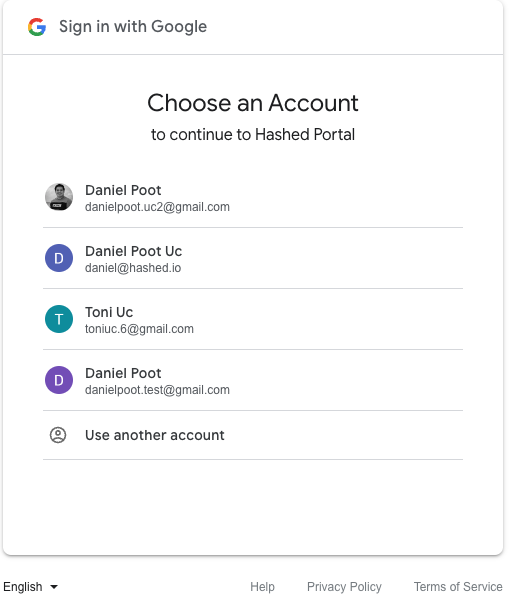 Sign in with Google
Choose an Account
to continue to Hashed Portal
Daniel Poot
danielpoot.uc2@gmail.com
D
Daniel Poot Uc
daniel@hashed.io
T
Toni Uc
toniuc.6@gmail.com
D
Daniel Poot
danielpoot.test@gmail.com
Use another account
English
Help
Privacy Policy
Terms of Service